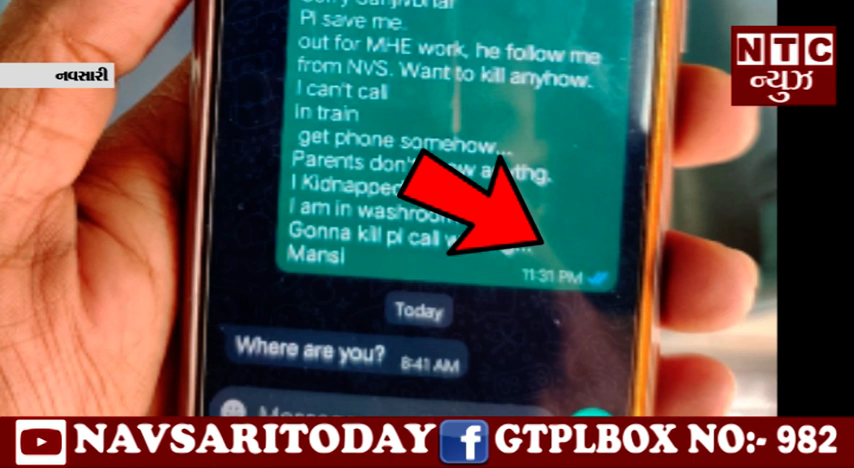 Pl save me.
out for MHE work, he follow me
from NVS. Want to kill anyhow.
I can't call
In train
get phone somehow...
Parents don't
I Kidnapped
I am in washroom
Gonna kill pl call
Mansi
11:31 PM
Today
Where are you?
8:41 AM
નવસારી
NTC
ન્યુઝ
NAVSARITODAY f GTPLBOX NO:- 982